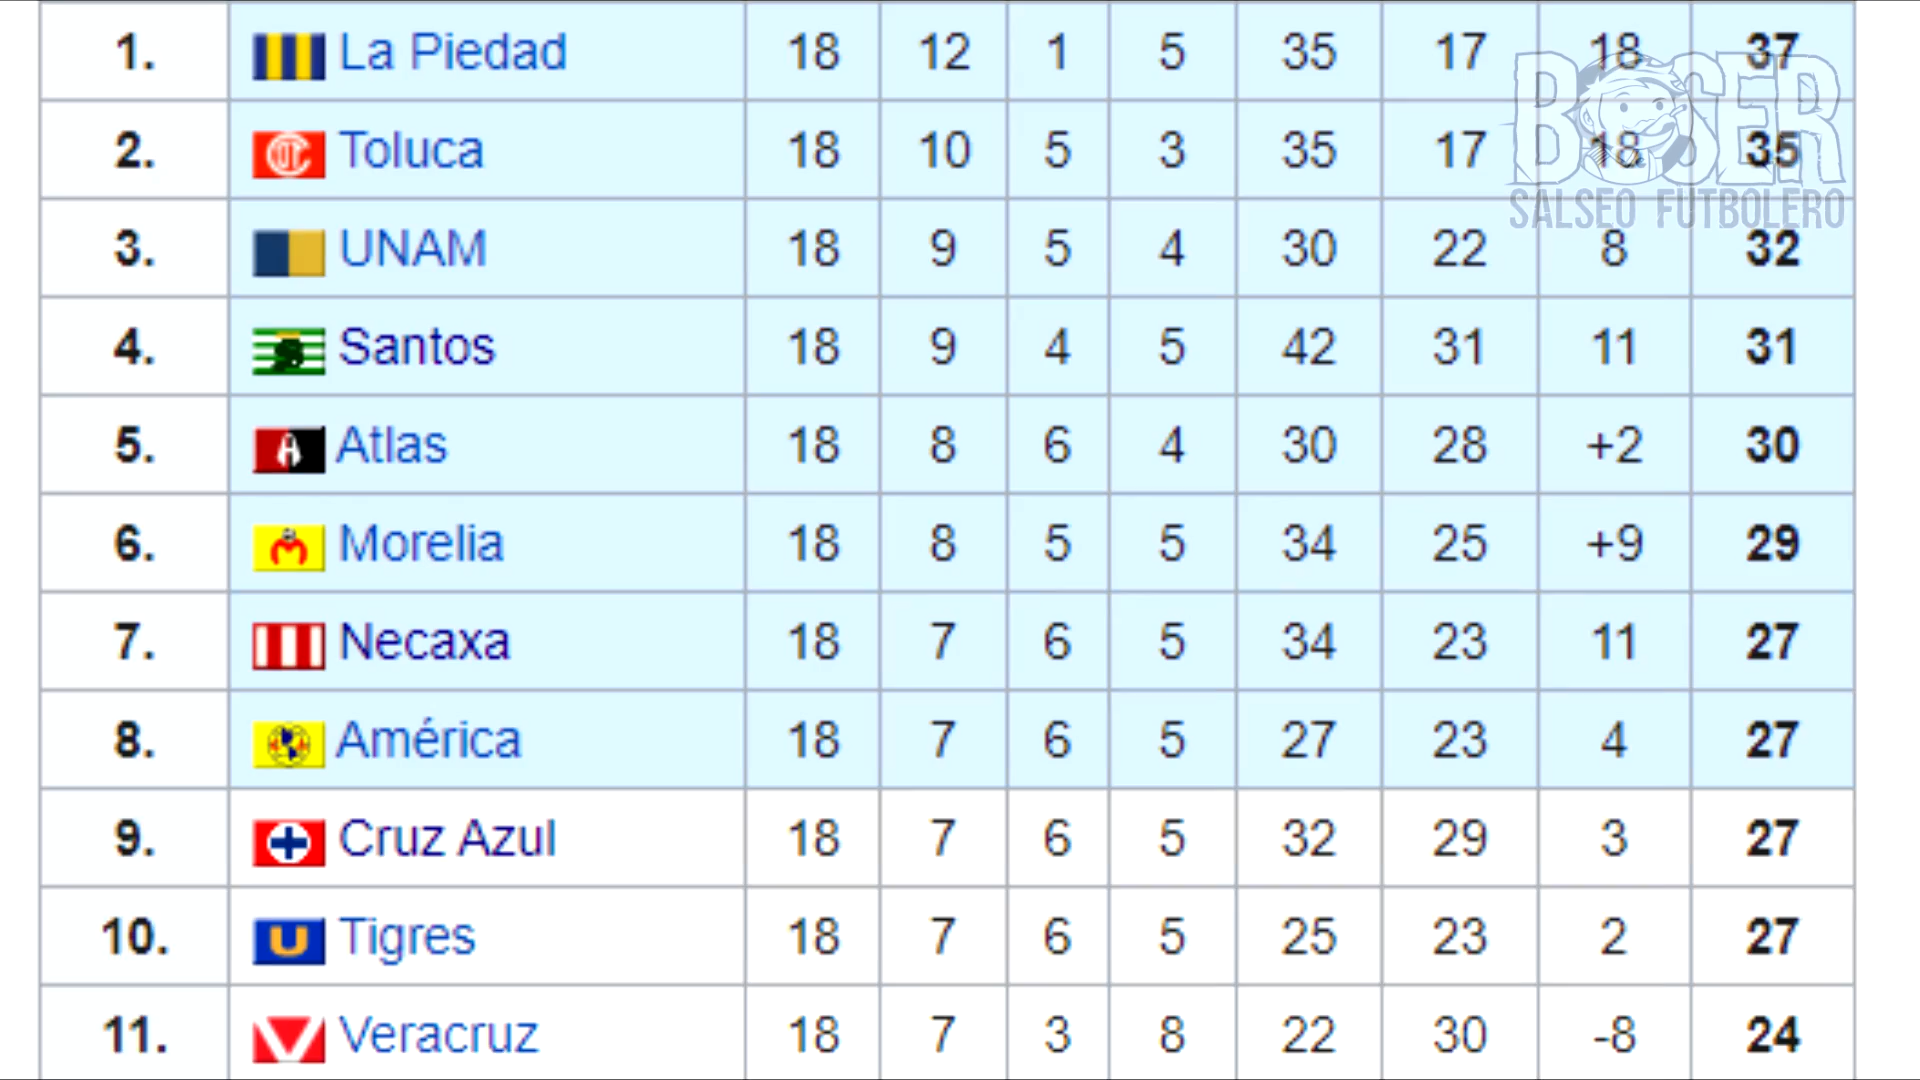 1. La Piedad 18 12 1 5 35 17 18 37
2. Toluca 18 10 5 3 35 17 18 35
3. UNAM 18 9 5 4 30 22 8 32
4. Santos 18 9 4 5 42 31 11 31
5. Atlas 18 8 6 4 30 28 +2 30
6. Morelia 18 8 5 5 34 25 +9 29
7. Necaxa 18 7 6 5 34 23 11 27
8. América 18 7 6 5 27 23 4 27
9. Cruz Azul 18 7 6 5 32 29 3 27
10. Tigres 18 7 6 5 25 23 2 27
11. Veracruz 18 7 3 8 22 30 -8 24
BOSER
SALSEO FUTBOLERO